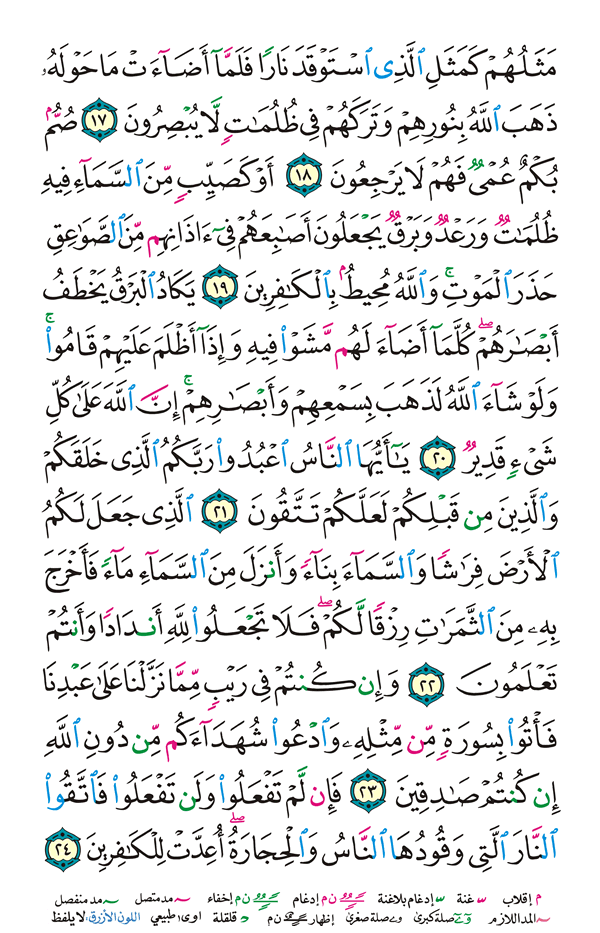 مَثَلُهُمْ كَمَثَلِ ٱلَّذِى ٱسْتَوْقَدَ نَارًا فَلَمَّآ أَضَآءَتْ مَا حَوْلَهُۥ
ذَهَبَ ٱللَّهُ بِنُورِهِمْ وَتَرَكَهُمْ فِى ظُلُمَـٰتٍ لَّا يُبْصِرُونَ ١٧ صُمٌّۢ
بُكْمٌ عُمْىٌ فَهُمْ لَا يَرْجِعُونَ ١٨ أَوْ كَصَيِّبٍ مِّنَ ٱلسَّمَآءِ فِيهِ
ظُلُمَـٰتٌ وَرَعْدٌ وَبَرْقٌ يَجْعَلُونَ أَصَـٰبِعَهُمْ فِىٓ ءَاذَانِهِم مِّنَ ٱلصَّوَٰعِقِ
حَذَرَ ٱلْمَوْتِ ۚ وَٱللَّهُ مُحِيطٌۢ بِٱلْكَـٰفِرِينَ ١٩ يَكَادُ ٱلْبَرْقُ يَخْطَفُ
أَبْصَـٰرَهُمْ ۖ كُلَّمَآ أَضَآءَ لَهُم مَّشَوْا۟ فِيهِ وَإِذَآ أَظْلَمَ عَلَيْهِمْ قَامُوا۟ ۚ
وَلَوْ شَآءَ ٱللَّهُ لَذَهَبَ بِسَمْعِهِمْ وَأَبْصَـٰرِهِمْ ۚ إِنَّ ٱللَّهَ عَلَىٰ كُلِّ
شَىْءٍ قَدِيرٌ ٢٠ يَـٰٓأَيُّهَا ٱلنَّاسُ ٱعْبُدُوا۟ رَبَّكُمُ ٱلَّذِى خَلَقَكُمْ
وَٱلَّذِينَ مِن قَبْلِكُمْ لَعَلَّكُمْ تَتَّقُونَ ٢١ ٱلَّذِى جَعَلَ لَكُمُ
ٱلْأَرْضَ فِرَٰشًا وَٱلسَّمَآءَ بِنَآءً وَأَنزَلَ مِنَ ٱلسَّمَآءِ مَآءً فَأَخْرَجَ
بِهِۦ مِنَ ٱلثَّمَرَٰتِ رِزْقًا لَّكُمْ ۖ فَلَا تَجْعَلُوا۟ لِلَّهِ أَندَادًا وَأَنتُمْ
تَعْلَمُونَ ٢٢ وَإِن كُنتُمْ فِى رَيْبٍ مِّمَّا نَزَّلْنَا عَلَىٰ عَبْدِنَا
فَأْتُوا۟ بِسُورَةٍ مِّن مِّثْلِهِۦ وَٱدْعُوا۟ شُهَدَآءَكُم مِّن دُونِ ٱللَّهِ
إِن كُنتُمْ صَـٰدِقِينَ ٢٣ فَإِن لَّمْ تَفْعَلُوا۟ وَلَن تَفْعَلُوا۟ فَٱتَّقُوا۟
ٱلنَّارَ ٱلَّتِى وَقُودُهَا ٱلنَّاسُ وَٱلْحِجَارَةُ ۖ أُعِدَّتْ لِلْكَـٰفِرِينَ ٢٤
م إقلاب غنة إدغام بلاغنة ن م إدغام ن م إخفاء مد متصل مد منفصل
المد اللازم صلة كبرى صلة صغرى إظهار ن م قلقلة اوى طبيعي اللون الأزرق: لا يلفظ